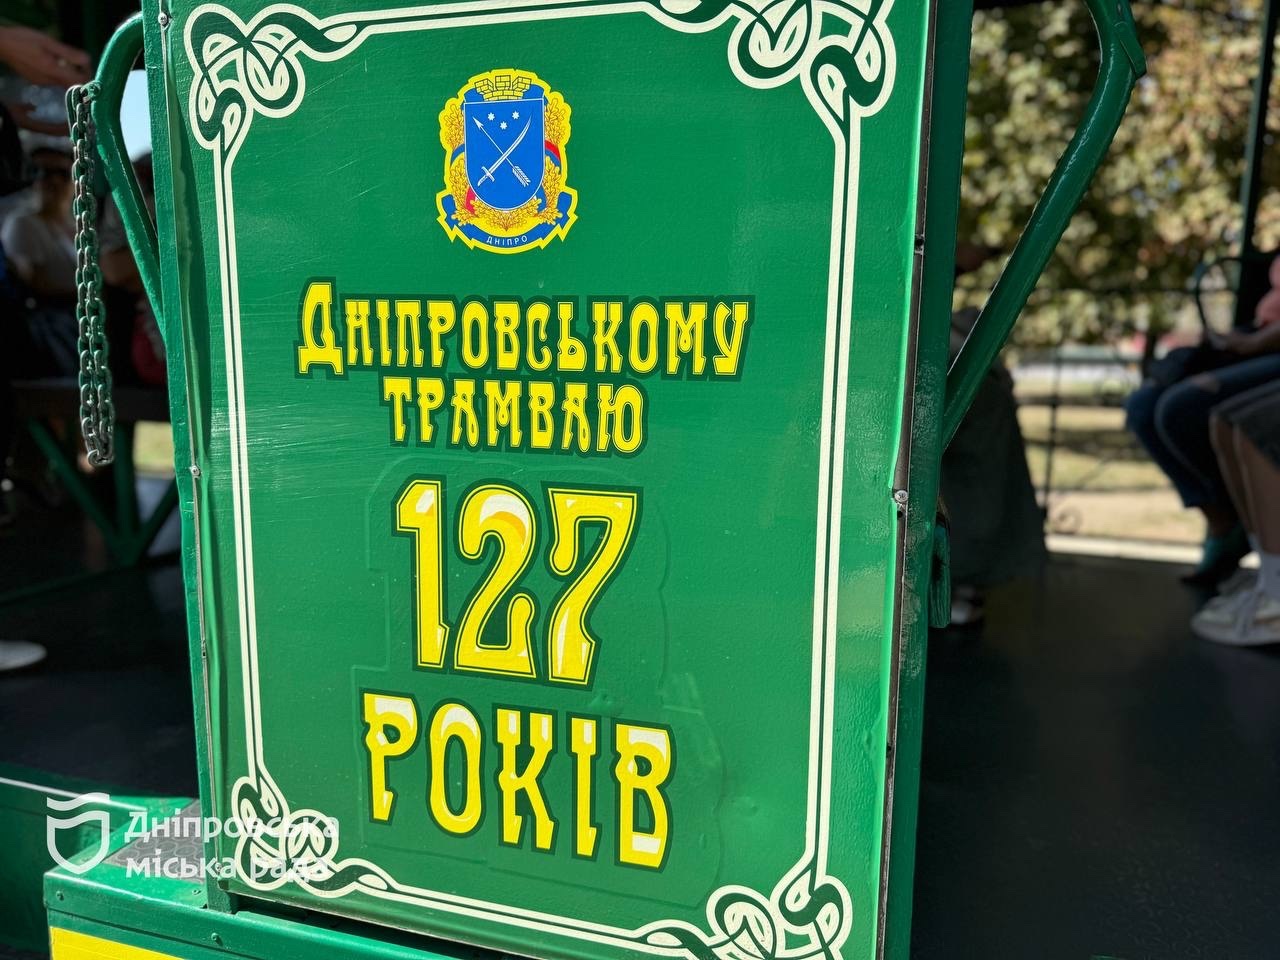 ДНІПРО
Дніпровському
трамваю
127
років
Дніпровська
міська рада